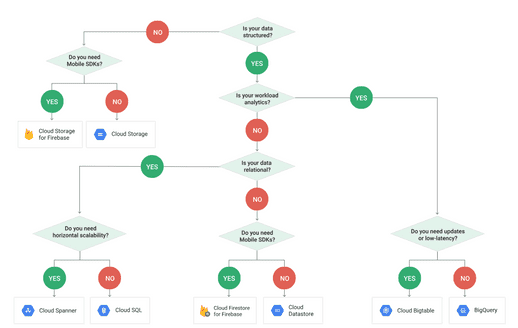 Is your data
structured?
NO
Do you need
Mobile SDKs?
YES
YES
NO
Is your workload
analytics?
YES
Cloud Storage
for Firebase
Cloud Storage
NO
Is your data
relational?
YES
NO
Do you need
horizontal scalability?
Do you need
Mobile SDKs?
Do you need updates
or low-latency?
YES
NO
YES
NO
YES
NO
Cloud Spanner
Cloud SQL
Cloud Firestore
for Firebase
Cloud
Datastore
Cloud Bigtable
BigQuery